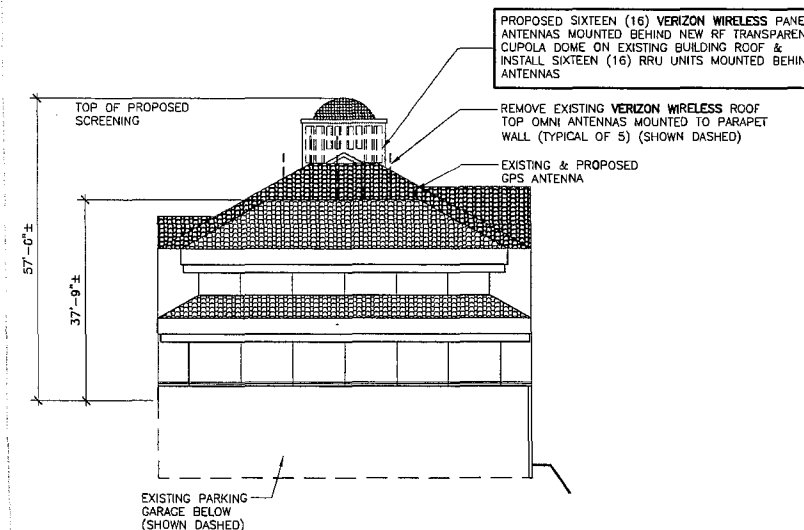 PROPOSED SIXTEEN (16) VERIZON WIRELESS PANE
ANTENNAS MOUNTED BEHIND NEW RF TRANSPAREN
CUPOLA DOME ON EXISTING BUILDING ROOF &
INSTALL SIXTEEN (16) RRU UNITS MOUNTED BEHIN
ANTENNAS
TOP OF PROPOSED
SCREENING
REMOVE EXISTING VERIZON WIRELESS ROOF
TOP OMNI ANTENNAS MOUNTED TO PARAPET
WALL (TYPICAL OF 5) (SHOWN DASHED)
EXISTING & PROPOSED
GPS ANTENNA
57'-0"±
37'-9"±
EXISTING PARKING
GARAGE BELOW
(SHOWN DASHED)